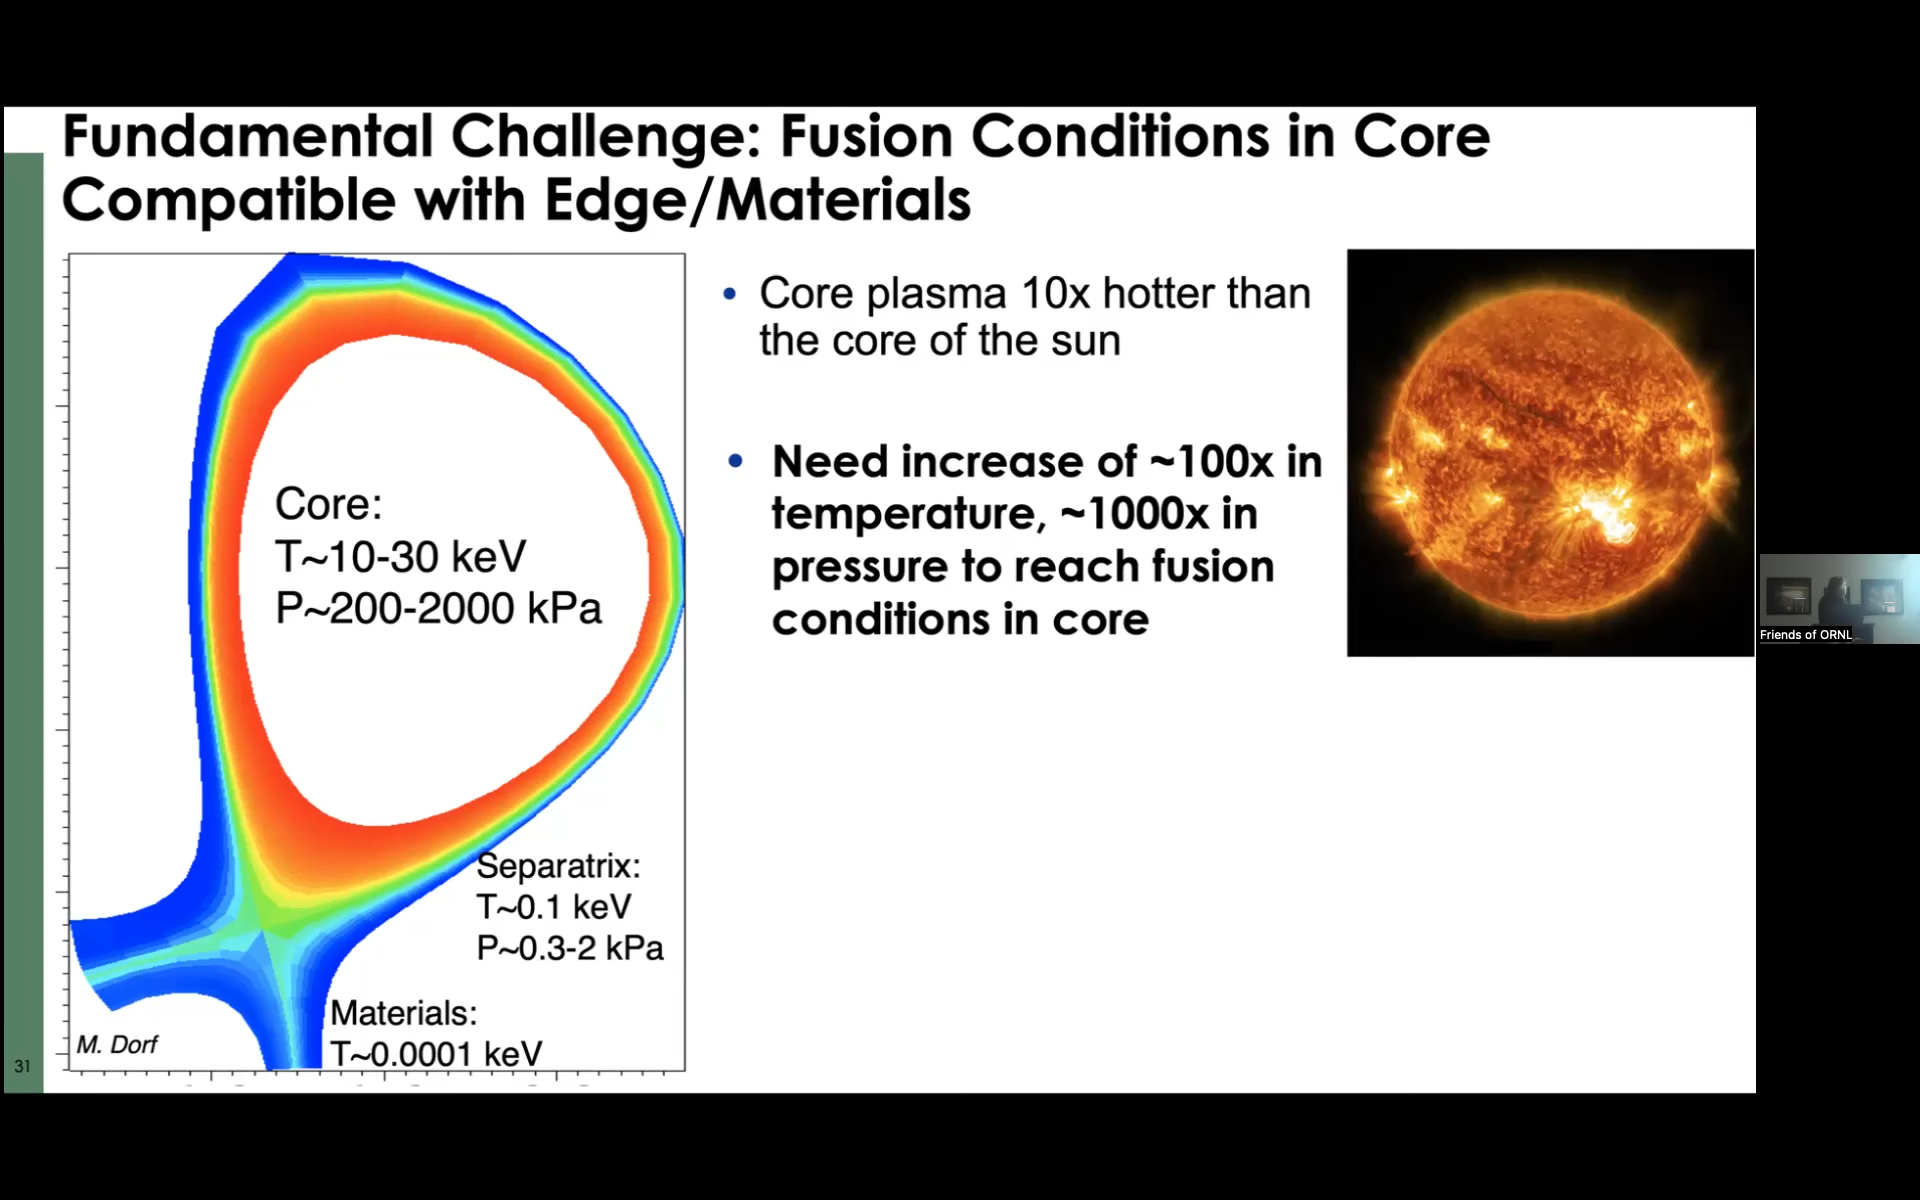 Fundamental Challenge: Fusion Conditions in Core
Compatible with Edge/Materials
Core:
T~10-30 keV
P~200-2000 kPa
Separatrix:
T~0.1 keV
P~0.3-2 kPa
Materials:
T~0.0001 keV
M. Dorf
31
• Core plasma 10x hotter than
the core of the sun
• Need increase of ~100x in
temperature, ~1000x in
pressure to reach fusion
conditions in core
Friends of ORNL